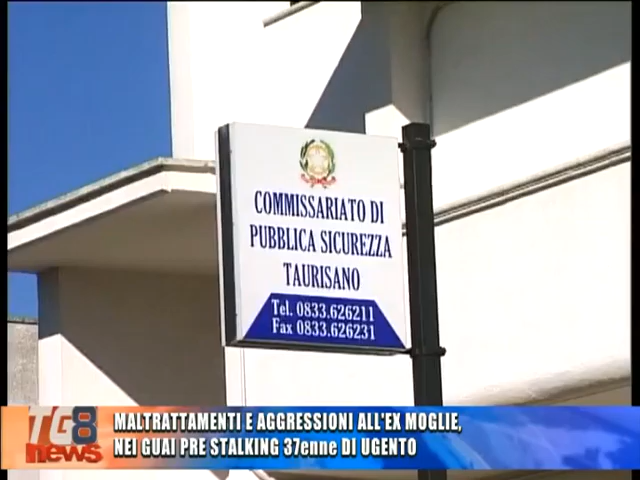 COMMISSARIATO DI
PUBBLICA SICUREZZA
TAURISANO
Tel. 0833.626211
Fax 0833.626231
TG8
news
MALTRATTAMENTI E AGGRESSIONI ALL'EX MOGLIE,
NEI GUAI PRE STALKING 37enne DI UGENTO